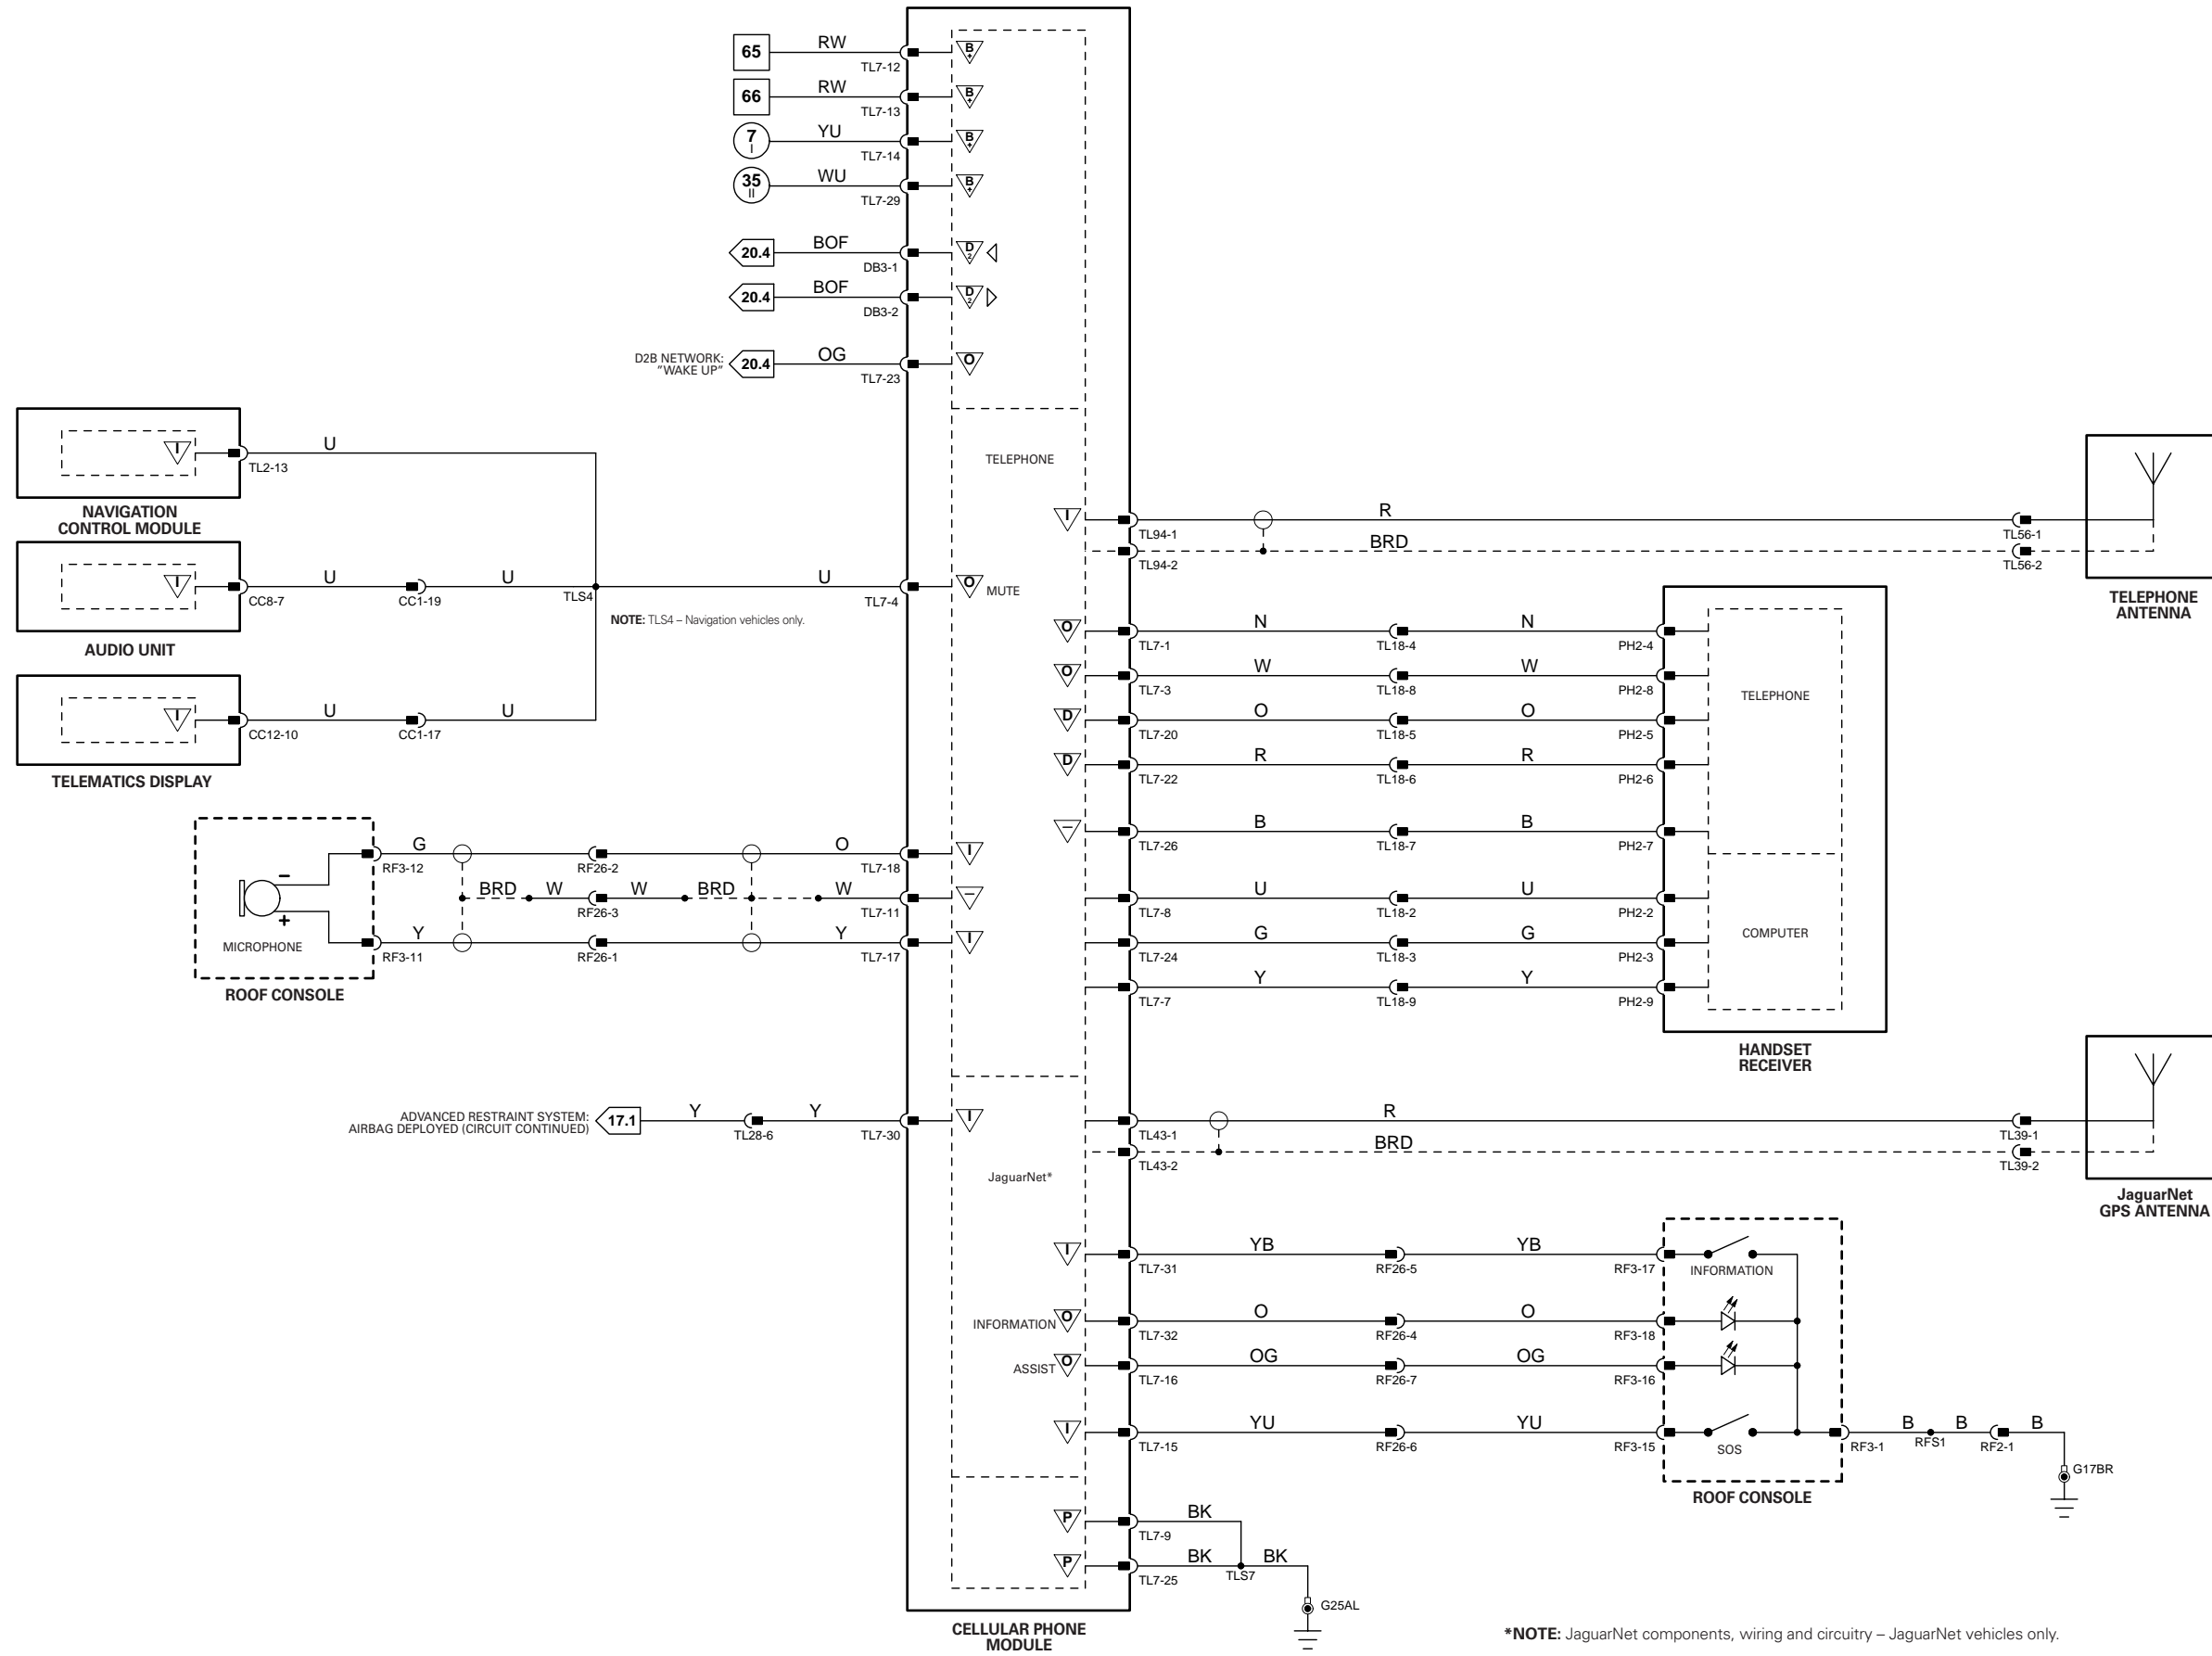 65 RW TL7-12 B+
66 RW TL7-13 B+
7 I YU TL7-14 B+
35 II WU TL7-29 B+
20.4 BOF DB3-1 D2
20.4 BOF DB3-2 D2
D2B NETWORK:
"WAKE UP" 20.4 OG TL7-23 O
I TL2-13 U
NAVIGATION
CONTROL MODULE
I CC8-7 U CC1-19 U TLS4 U TL7-4 O MUTE
NOTE: TLS4 – Navigation vehicles only.
AUDIO UNIT
I CC12-10 U CC1-17 U
TELEMATICS DISPLAY
TELEPHONE
I TL94-1 R TL56-1
TL94-2 BRD TL56-2
TELEPHONE
ANTENNA
O TL7-1 N TL18-4 N PH2-4
O TL7-3 W TL18-8 W PH2-8
TELEPHONE
D TL7-20 O TL18-5 O PH2-5
D TL7-22 R TL18-6 R PH2-6
– TL7-26 B TL18-7 B PH2-7
TL7-8 U TL18-2 U PH2-2
COMPUTER
TL7-24 G TL18-3 G PH2-3
TL7-7 Y TL18-9 Y PH2-9
HANDSET
RECEIVER
– RF3-12 G RF26-2 O TL7-18 I
BRD W RF26-3 W BRD W TL7-11 –
+ RF3-11 Y RF26-1 Y TL7-17 I
MICROPHONE
ROOF CONSOLE
ADVANCED RESTRAINT SYSTEM:
AIRBAG DEPLOYED (CIRCUIT CONTINUED) 17.1 Y TL28-6 Y TL7-30 I
JaguarNet*
TL43-1 R TL39-1
TL43-2 BRD TL39-2
JaguarNet
GPS ANTENNA
I TL7-31 YB RF26-5 YB RF3-17 INFORMATION
INFORMATION O TL7-32 O RF26-4 O RF3-18
ASSIST O TL7-16 OG RF26-7 OG RF3-16
I TL7-15 YU RF26-6 YU RF3-15 SOS RF3-1 B RFS1 B RF2-1 B
G17BR
ROOF CONSOLE
P TL7-9 BK
P TL7-25 BK TLS7 BK
G25AL
CELLULAR PHONE
MODULE
*NOTE: JaguarNet components, wiring and circuitry – JaguarNet vehicles only.